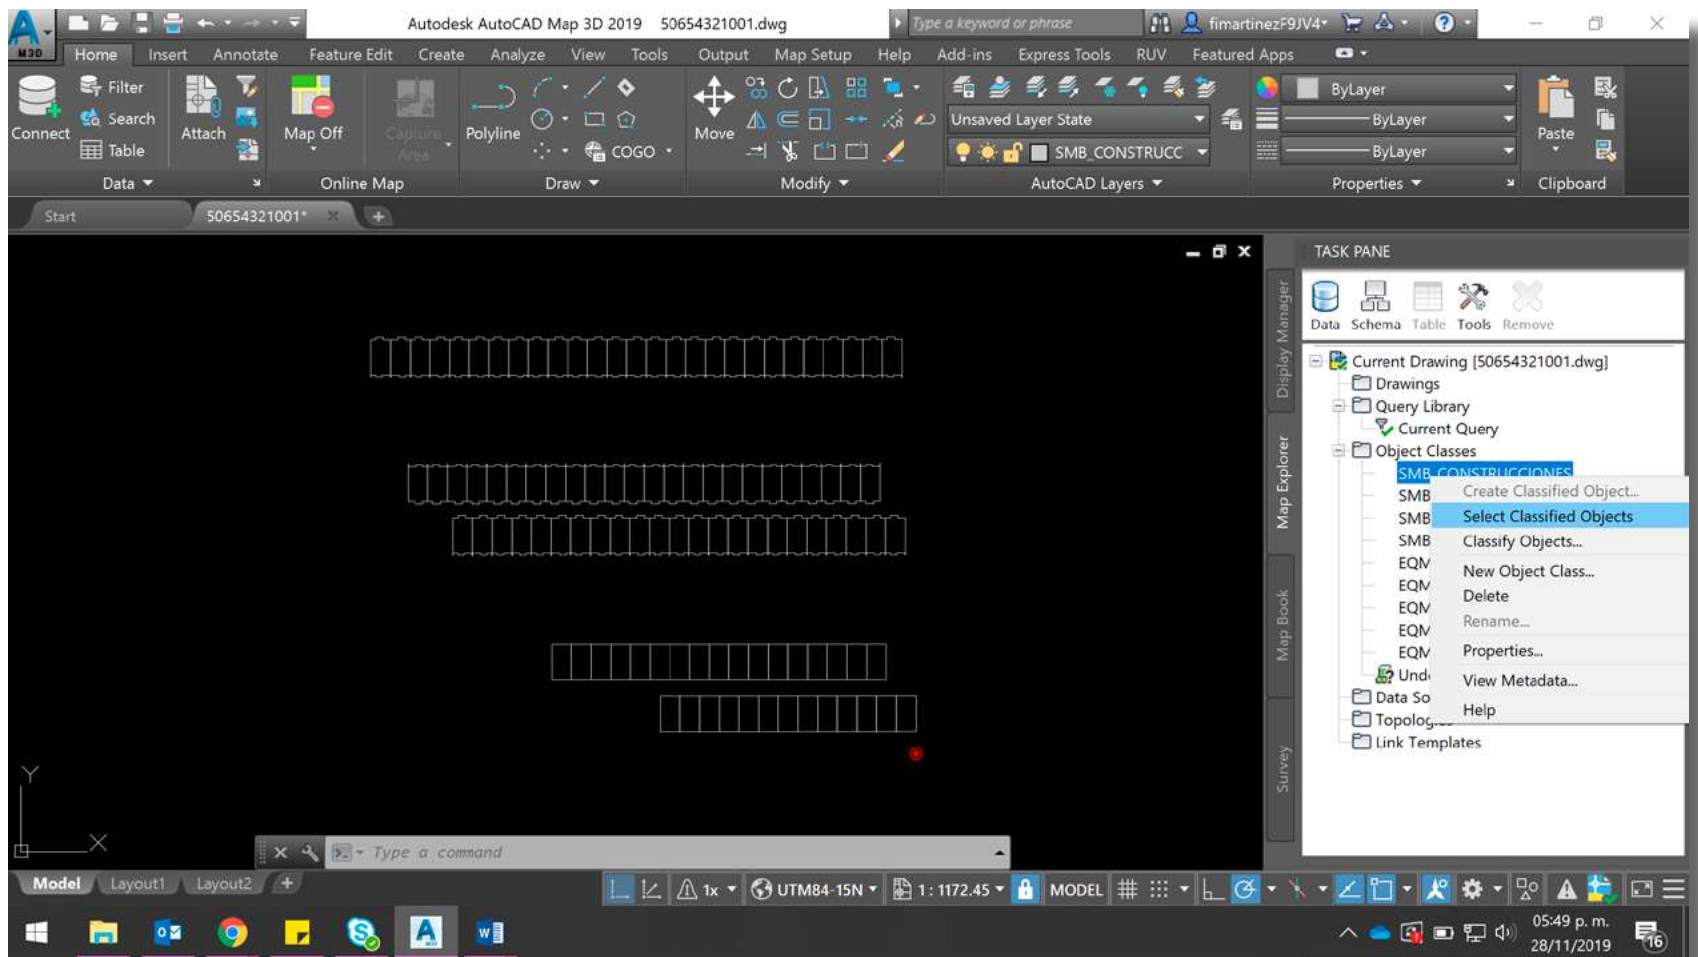 Autodesk AutoCAD Map 3D 2019 50654321001.dwg
Type a keyword or phrase
fimartinezF9JV4
M3D
Home Insert Annotate Feature Edit Create Analyze View Tools Output Map Setup Help Add-ins Express Tools RUV Featured Apps
Connect
Filter
Search
Table
Attach
Map Off
Capture
Area
Polyline
COGO
Move
Unsaved Layer State
SMB_CONSTRUCC
ByLayer
ByLayer
ByLayer
Paste
Data
Online Map
Draw
Modify
AutoCAD Layers
Properties
Clipboard
Start
50654321001*
Display Manager
Map Explorer
Map Book
Survey
TASK PANE
Data Schema Table Tools Remove
Current Drawing [50654321001.dwg]
Drawings
Query Library
Current Query
Object Classes
SMB_CONSTRUCCIONES
SMB
SMB
SMB
EQM
EQM
EQM
EQM
EQM
Und
Data So
Topologies
Link Templates
Create Classified Object...
Select Classified Objects
Classify Objects...
New Object Class...
Delete
Rename...
Properties...
View Metadata...
Help
Y
X
Type a command
Model Layout1 Layout2
1x
UTM84-15N
1 : 1172.45
MODEL
05:49 p. m.
28/11/2019
16